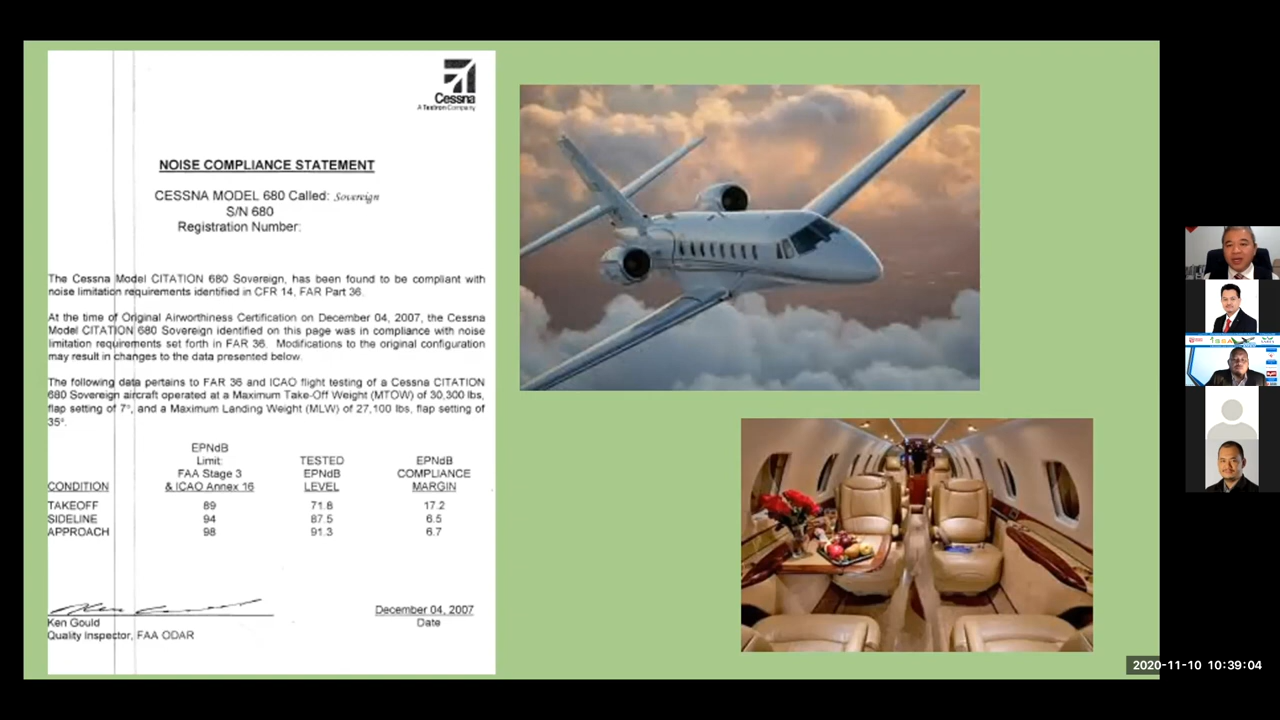 Cessna
A Textron Company
NOISE COMPLIANCE STATEMENT
CESSNA MODEL 680 Called: Sovereign
S/N 680
Registration Number:
The Cessna Model CITATION 680 Sovereign, has been found to be compliant with
noise limitation requirements identified in CFR 14, FAR Part 36.
At the time of Original Airworthiness Certification on December 04, 2007, the Cessna
Model CITATION 680 Sovereign identified on this page was in compliance with noise
limitation requirements set forth in FAR 36. Modifications to the original configuration
may result in changes to the data presented below.
The following data pertains to FAR 36 and ICAO flight testing of a Cessna CITATION
680 Sovereign aircraft operated at a Maximum Take-Off Weight (MTOW) of 30,300 lbs,
flap setting of 7°, and a Maximum Landing Weight (MLW) of 27,100 lbs, flap setting of
35°.
EPNdB
Limit: TESTED EPNdB
FAA Stage 3 EPNdB COMPLIANCE
CONDITION & ICAO Annex 16 LEVEL MARGIN
TAKEOFF 89 71.8 17.2
SIDELINE 94 87.5 6.5
APPROACH 98 91.3 6.7
December 04, 2007
Ken Gould Date
Quality Inspector, FAA ODAR
2020-11-10 10:39:04